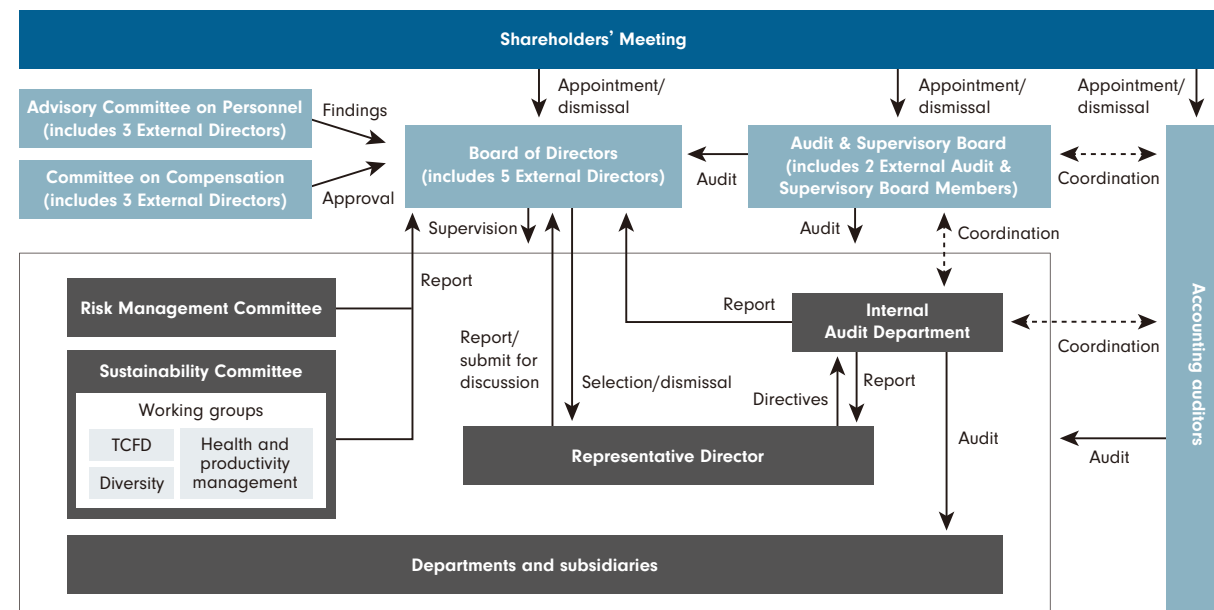 Shareholders’ Meeting
Appointment/
dismissal
Appointment/
dismissal
Appointment/
dismissal
Advisory Committee on Personnel
(includes 3 External Directors)
Findings
Committee on Compensation
(includes 3 External Directors)
Approval
Board of Directors
(includes 5 External Directors)
Audit
Audit & Supervisory Board
(includes 2 External Audit &
Supervisory Board Members)
Coordination
Supervision
Audit
Coordination
Report
Risk Management Committee
Report
Internal
Audit Department
Coordination
Accounting auditors
Sustainability Committee
Working groups
TCFD
Diversity
Health and
productivity
management
Report/
submit for
discussion
Selection/dismissal
Directives
Report
Audit
Audit
Representative Director
Departments and subsidiaries